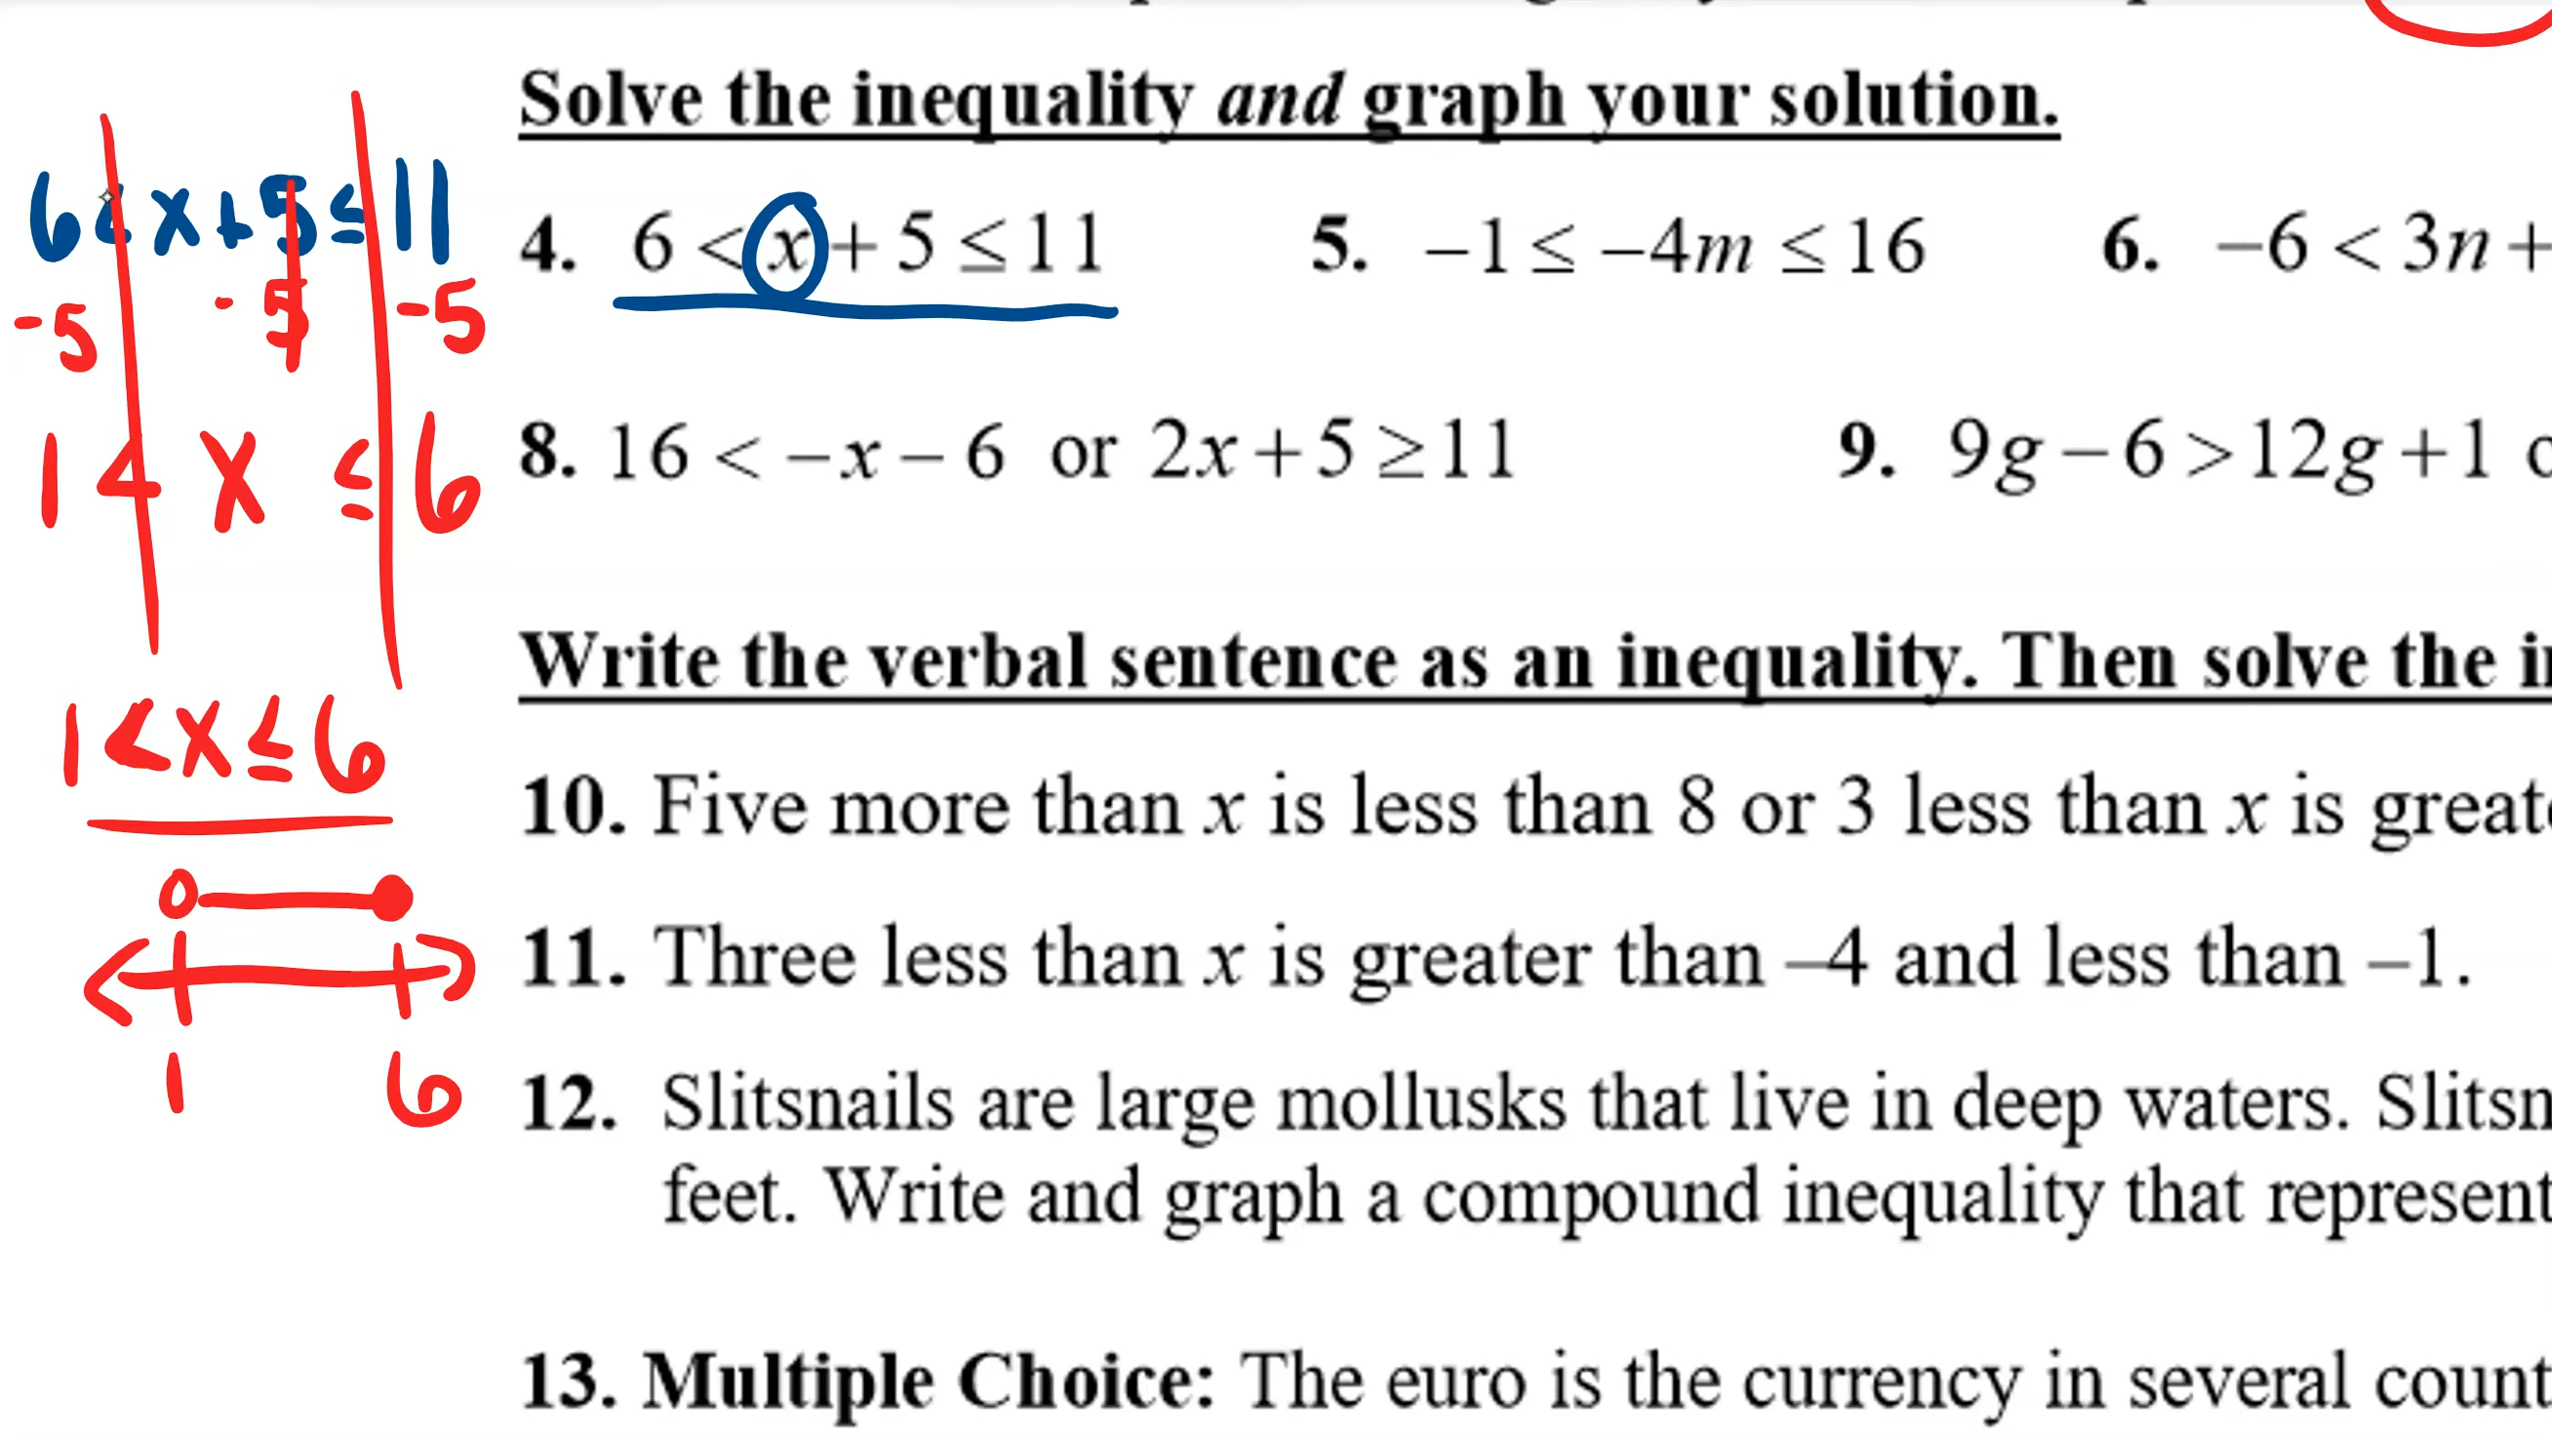 Solve the inequality and graph your solution.
6 < x + 5 ≤ 11
-5 -5 -5
1 < x ≤ 6
1 < x ≤ 6
1 6
4. 6 < x + 5 ≤ 11 5. −1 ≤ −4m ≤ 16 6. −6 < 3n +
8. 16 < −x − 6 or 2x + 5 ≥ 11 9. 9g − 6 > 12g + 1
Write the verbal sentence as an inequality. Then solve the
10. Five more than x is less than 8 or 3 less than x is
11. Three less than x is greater than –4 and less than –1.
12. Slitsnails are large mollusks that live in deep waters.
feet. Write and graph a compound inequality that represent
13. Multiple Choice: The euro is the currency in several